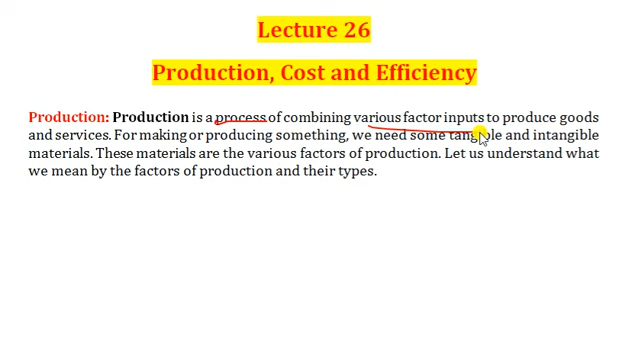 Lecture 26
Production, Cost and Efficiency
Production: Production is a process of combining various factor inputs to produce goods
and services. For making or producing something, we need some tangible and intangible
materials. These materials are the various factors of production. Let us understand what
we mean by the factors of production and their types.